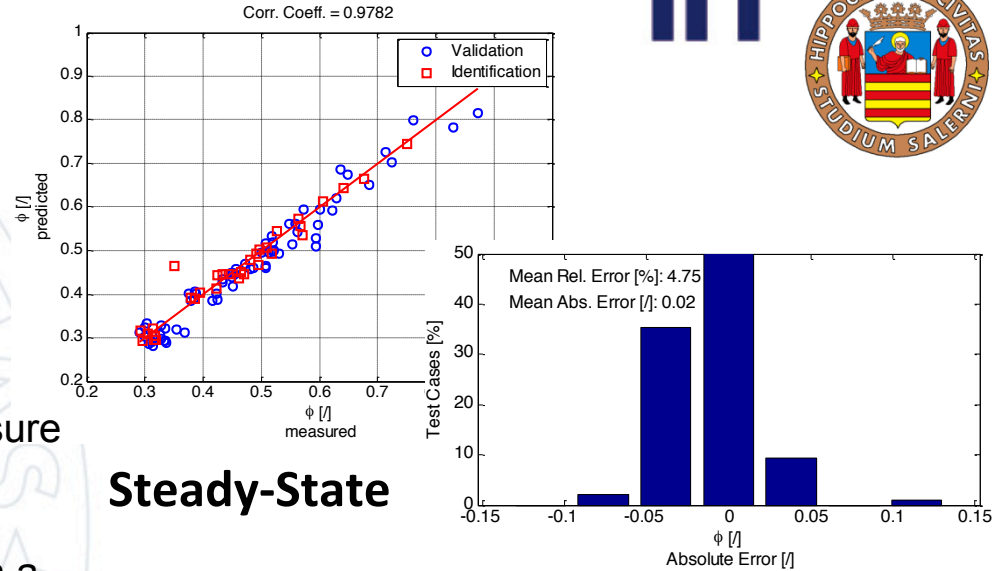 Corr. Coeff. = 0.9782
1
0.9
0.8
0.7
0.6
0.5
0.4
0.3
0.2
ϕ [/]
predicted
Validation
Identification
0.2
0.3
0.4
0.5
0.6
0.7
ϕ [/]
measured
HIPPOC
CIVITAS
STUDIUM SALERNI
sure
Steady-State
50
40
30
20
10
0
Test Cases [%]
Mean Rel. Error [%]: 4.75
Mean Abs. Error [/]: 0.02
-0.15
-0.1
-0.05
0
0.05
0.1
0.15
ϕ [/]
Absolute Error [/]